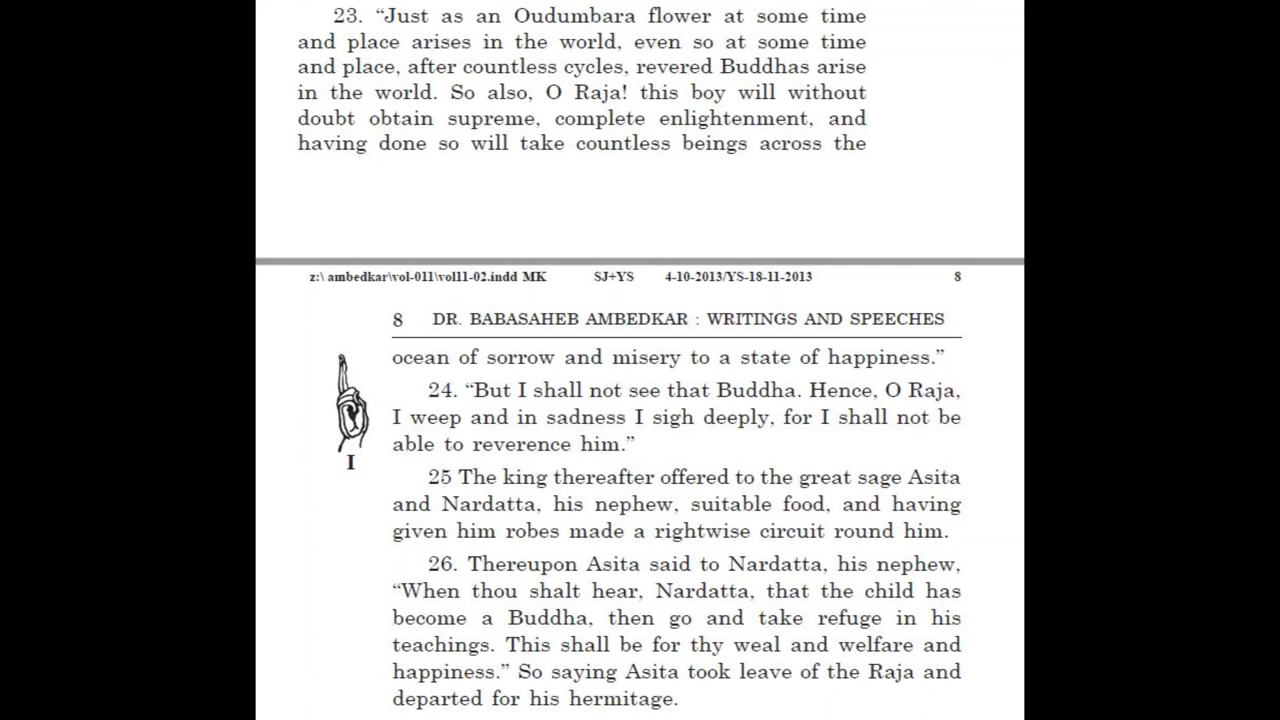 23. “Just as an Oudumbara flower at some time
and place arises in the world, even so at some time
and place, after countless cycles, revered Buddhas arise
in the world. So also, O Raja! this boy will without
doubt obtain supreme, complete enlightenment, and
having done so will take countless beings across the
z:\ ambedkar\vol-011\vol11-02.indd MK SJ+YS 4-10-2013/YS-18-11-2013 8
8 DR. BABASAHEB AMBEDKAR : WRITINGS AND SPEECHES
ocean of sorrow and misery to a state of happiness.”
24. “But I shall not see that Buddha. Hence, O Raja,
I weep and in sadness I sigh deeply, for I shall not be
able to reverence him.”
I
25 The king thereafter offered to the great sage Asita
and Nardatta, his nephew, suitable food, and having
given him robes made a rightwise circuit round him.
26. Thereupon Asita said to Nardatta, his nephew,
“When thou shalt hear, Nardatta, that the child has
become a Buddha, then go and take refuge in his
teachings. This shall be for thy weal and welfare and
happiness.” So saying Asita took leave of the Raja and
departed for his hermitage.